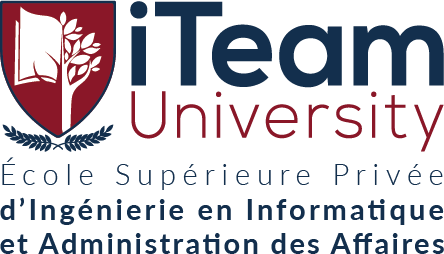 iTeam
University
École Supérieure Privée
d'Ingénierie en Informatique
et Administration des Affaires